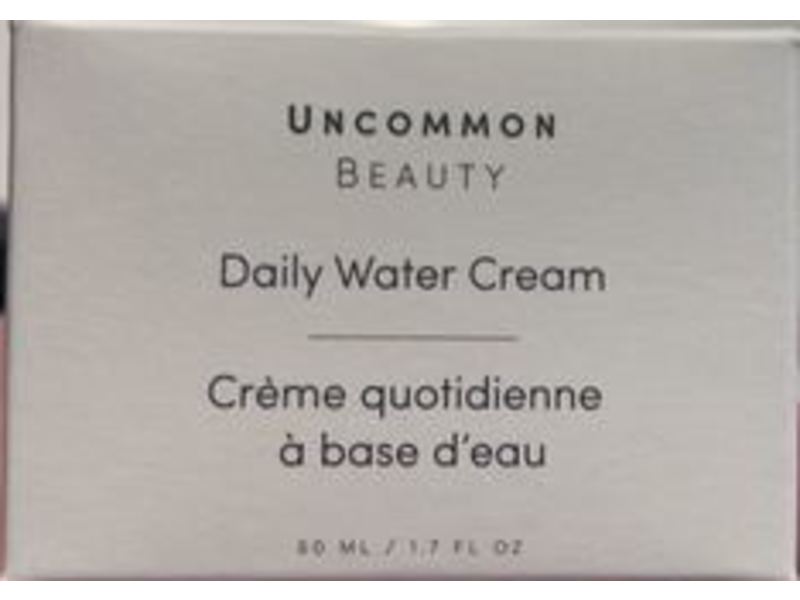 UNCOMMON
BEAUTY
Daily Water Cream
Crème quotidienne
à base d'eau
50 ML / 1.7 FL OZ